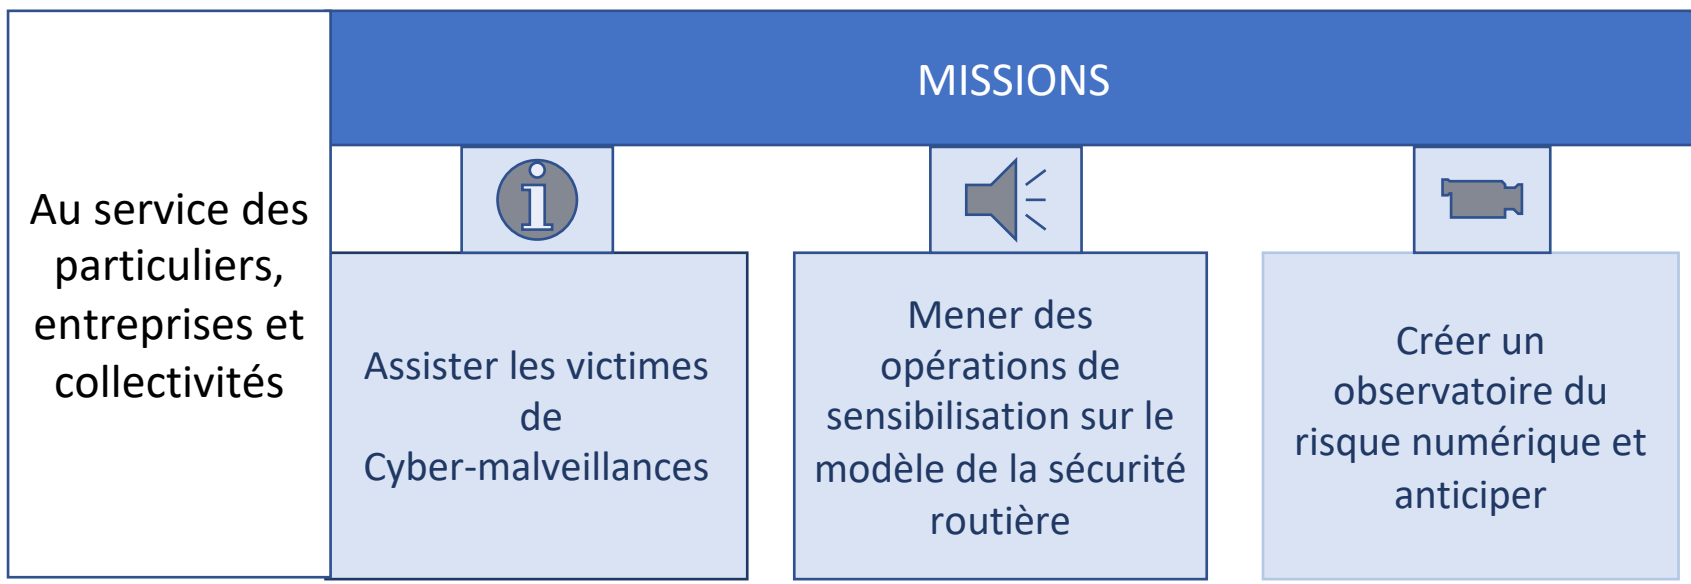 MISSIONS
Au service des
particuliers,
entreprises et
collectivités
Assister les victimes
de
Cyber-malveillances
Mener des
opérations de
sensibilisation sur le
modèle de la sécurité
routière
Créer un
observatoire du
risque numérique et
anticiper